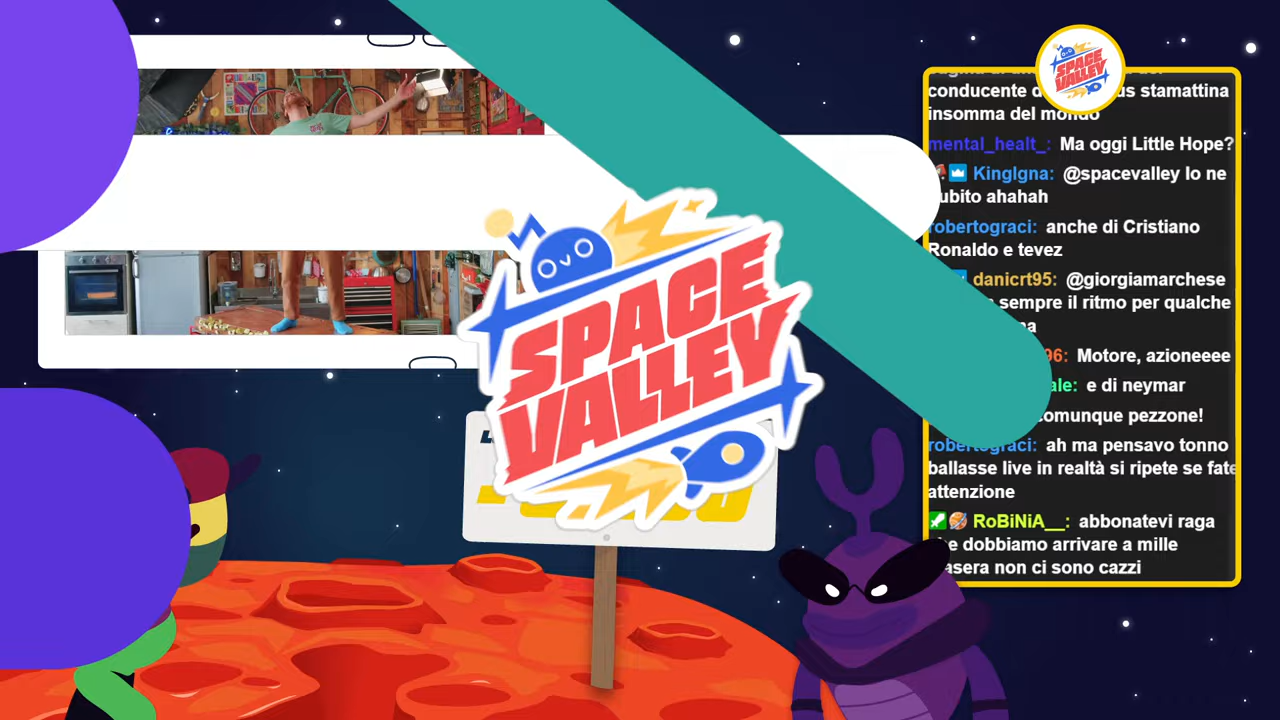 SPACE
VALLEY
SPACE
VALLEY
conducente
stamattina
insomma del mondo
mental_healt_: Ma oggi Little Hope?
KingIgna: @spacevalley lo ne
ubito ahahah
robertograci: anche di Cristiano
Ronaldo e tevez
danicrt95: @giorgiamarchese
sempre il ritmo per qualche
96: Motore, azioneeee
ale: e di neymar
comunque pezzone!
robertograci: ah ma pensavo tonno
ballasse live in realtà si ripete se fate
attenzione
RoBiNiA__: abbonatevi raga
e dobbiamo arrivare a mille
asera non ci sono cazzi